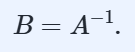 B = A⁻¹.